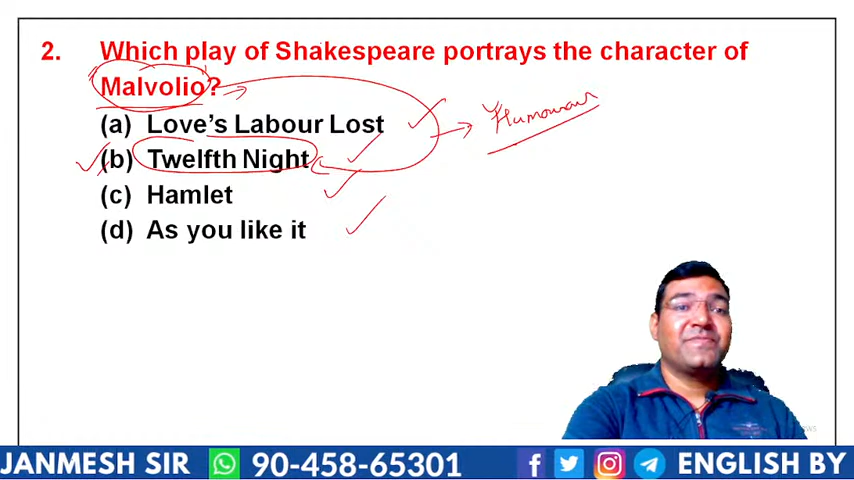 2. Which play of Shakespeare portrays the character of
Malvolio?
Humourous
(a) Love's Labour Lost
(b) Twelfth Night
(c) Hamlet
(d) As you like it
JANMESH SIR 90-458-65301 ENGLISH BY